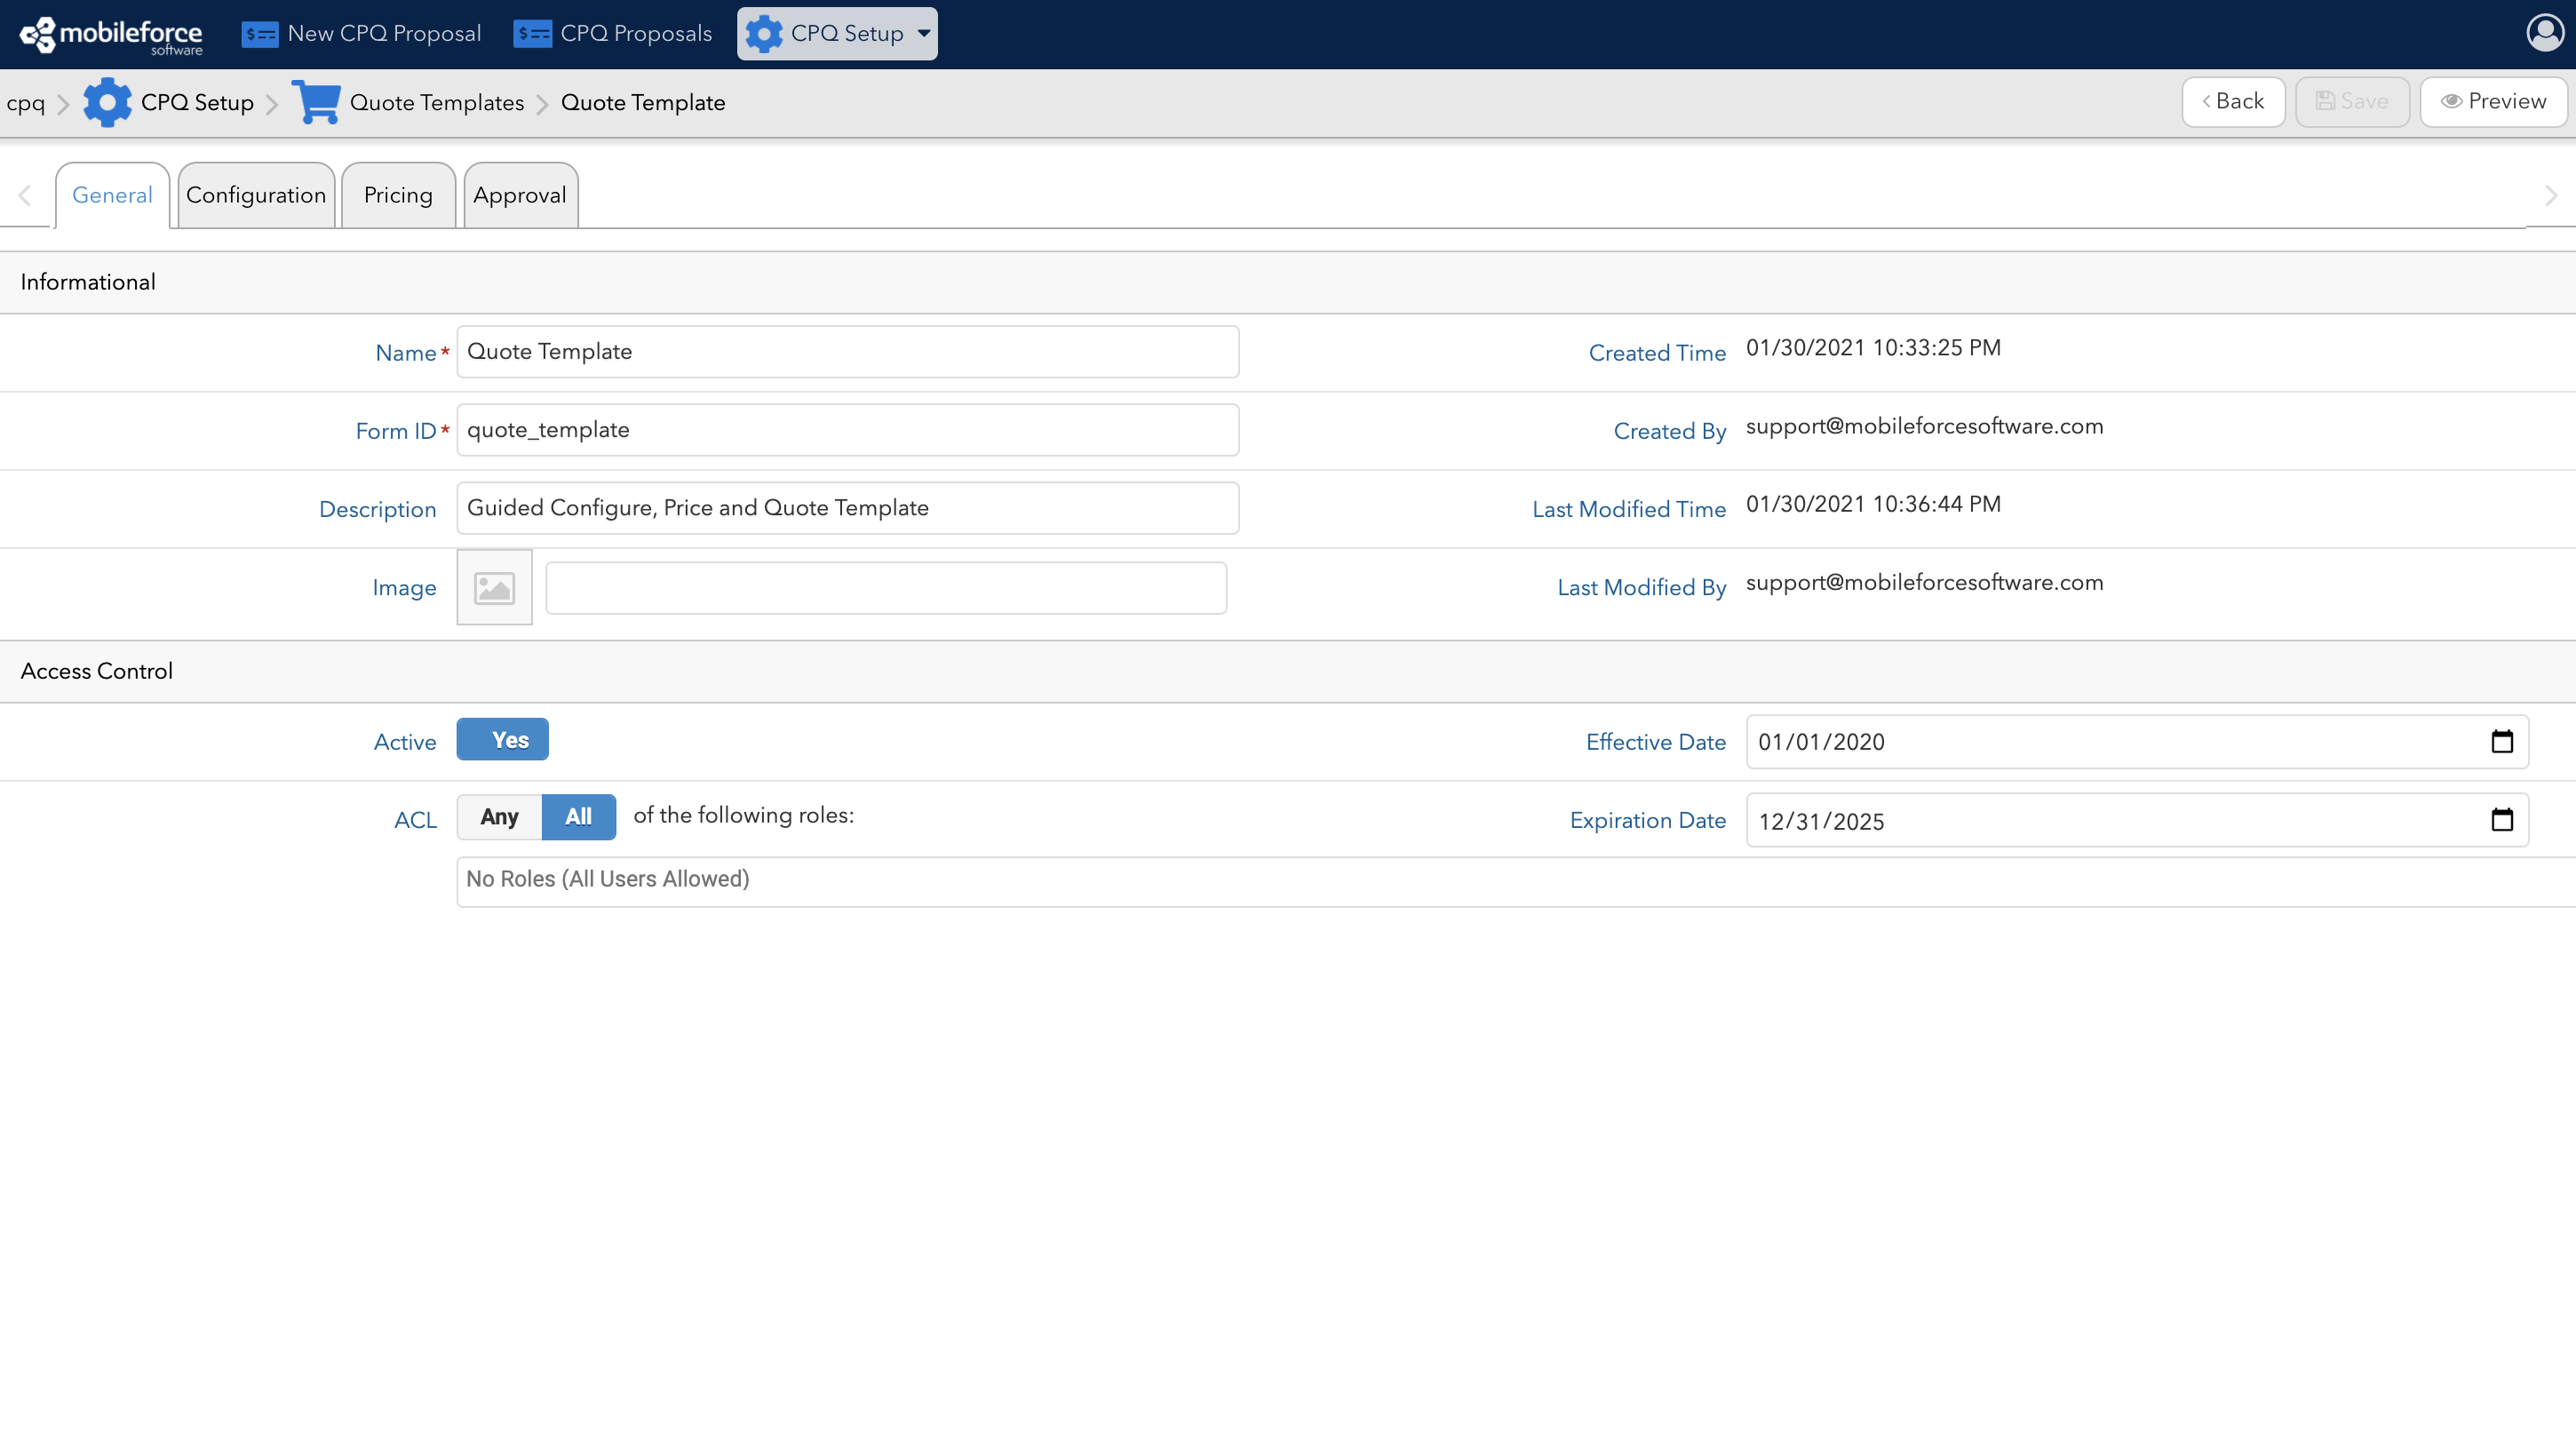 mobileforce
software
New CPQ Proposal
CPQ Proposals
CPQ Setup
cpq
CPQ Setup
Quote Templates
Quote Template
Back
Save
Preview
General
Configuration
Pricing
Approval
Informational
Name*
Quote Template
Created Time
01/30/2021 10:33:25 PM
Form ID*
quote_template
Created By
support@mobileforcesoftware.com
Description
Guided Configure, Price and Quote Template
Last Modified Time
01/30/2021 10:36:44 PM
Image
Last Modified By
support@mobileforcesoftware.com
Access Control
Active
Yes
Effective Date
01/01/2020
ACL
Any
All
of the following roles:
Expiration Date
12/31/2025
No Roles (All Users Allowed)